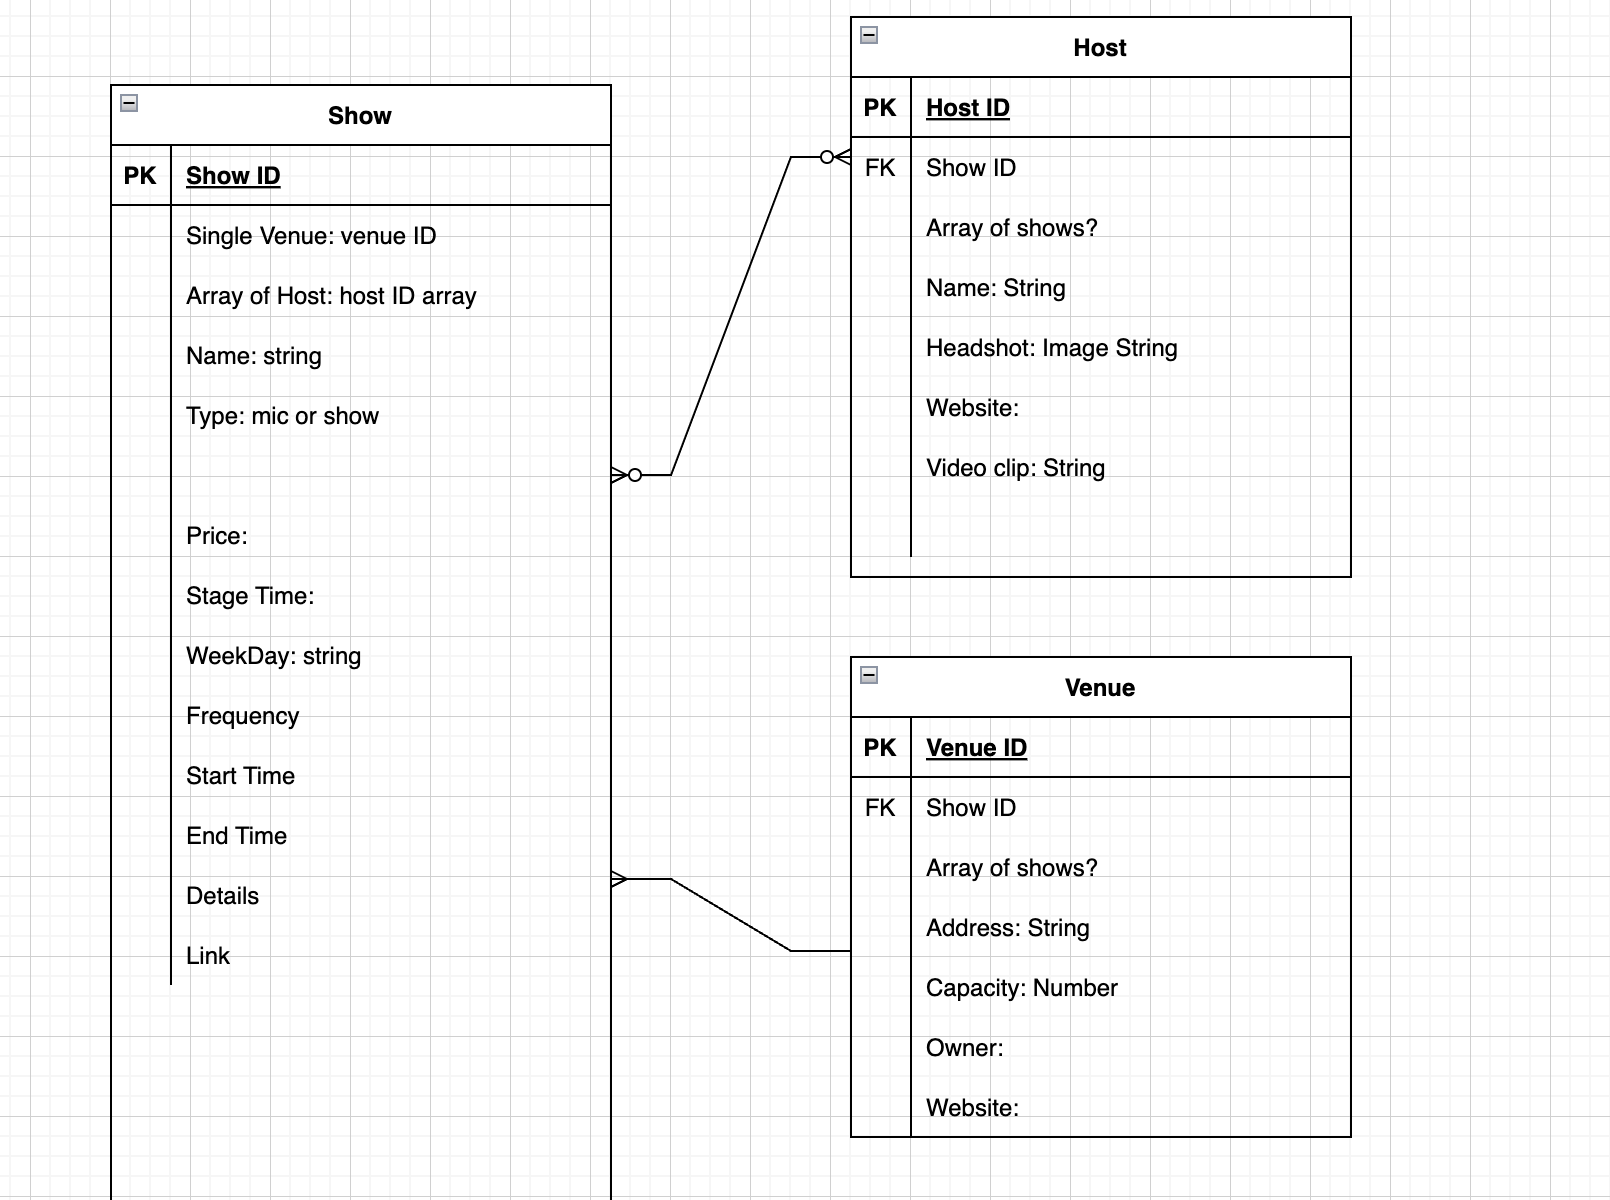 Show
PK Show ID
Single Venue: venue ID
Array of Host: host ID array
Name: string
Type: mic or show
Price:
Stage Time:
WeekDay: string
Frequency
Start Time
End Time
Details
Link
Host
PK Host ID
FK Show ID
Array of shows?
Name: String
Headshot: Image String
Website:
Video clip: String
Venue
PK Venue ID
FK Show ID
Array of shows?
Address: String
Capacity: Number
Owner:
Website: